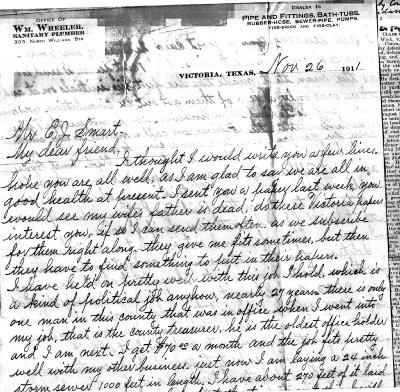 OFFICE OF
WM. WHEELER,
SANITARY PLUMBER
305 NORTH WILLIAM STR.
DEALER IN
PIPE AND FITTINGS, BATH-TUBS.
RUBBER-HOSE, SEWER-PIPE, PUMPS.
FIRE-BRICK AND FIRE-CLAY.
VICTORIA, TEXAS, Nov 26 1911
Mr E. J. Smart.
My dear friend.
I thought I would write you a few lines.
hope you are all well, as I am glad to say we are all in
good health at present. I sent you a paper last week, you
would see my wifes father is dead, do these Victoria papers
interest you, if so I can send them often. as we subscribe
for them right along. they give me fits sometimes, but then
they have to find something to put in their papers.
I have held on pretty well with this job I hold, which is
a kind of political job anyhow, nearly 27 years. there is only
one man in this county that was in office when I went into
my job, that is the county treasurer, he is the oldest office holder
and I am next. I get $70 00 a month and the job fits pretty
well with my other business. just now I am laying a 24 inch
storm sewer 1000 feet in length. I have about 270 feet of it laid